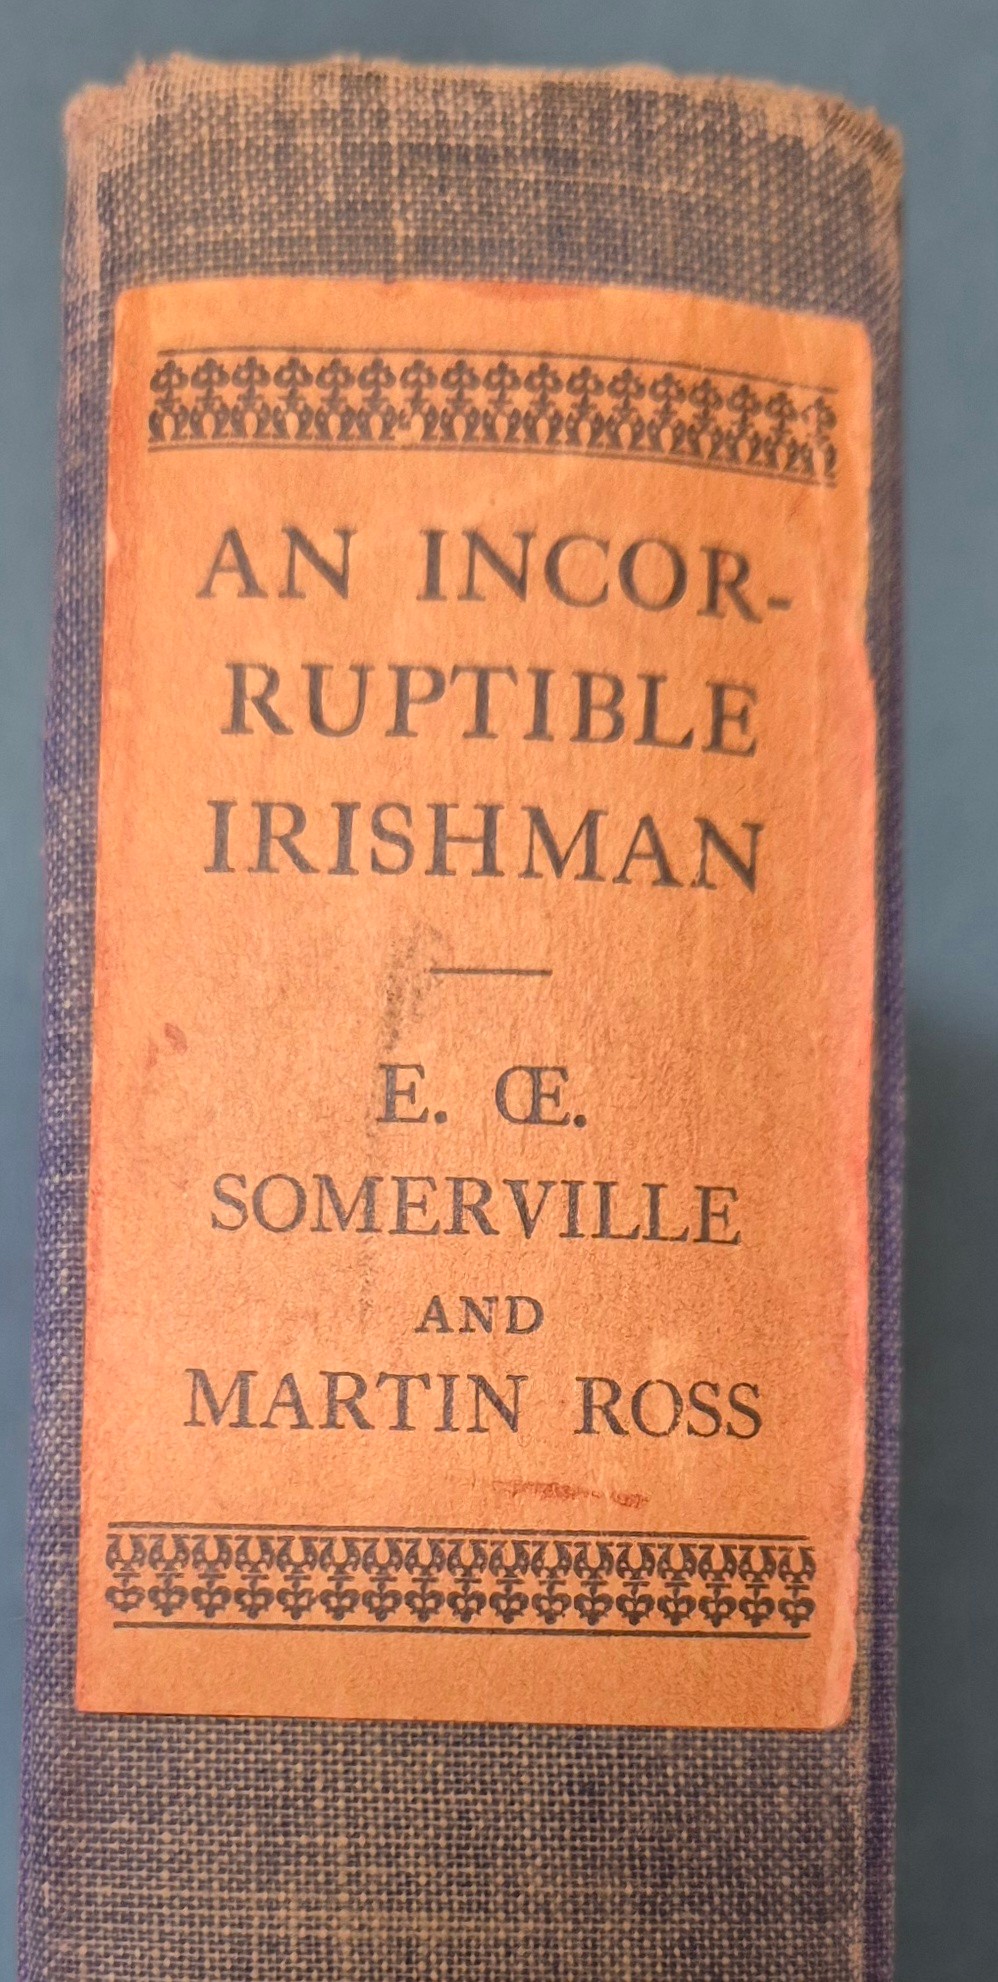 AN INCOR-
RUPTIBLE
IRISHMAN
E. Œ.
SOMERVILLE
AND
MARTIN ROSS